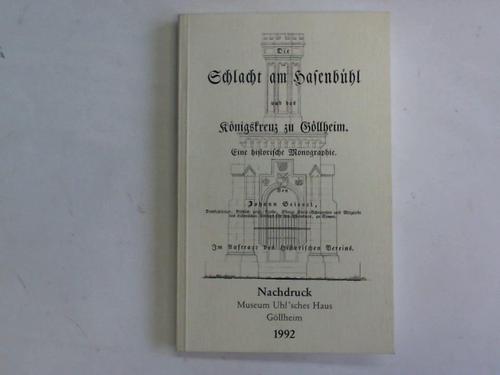 Die
Schlacht am Hasenbühl
und das
Königskreuz zu Göllheim.
Eine historische Monographie.
Von
Johann Geissel,
Im Auftrage des Historischen Vereins.
Nachdruck
Museum Uhl'sches Haus
Göllheim
1992